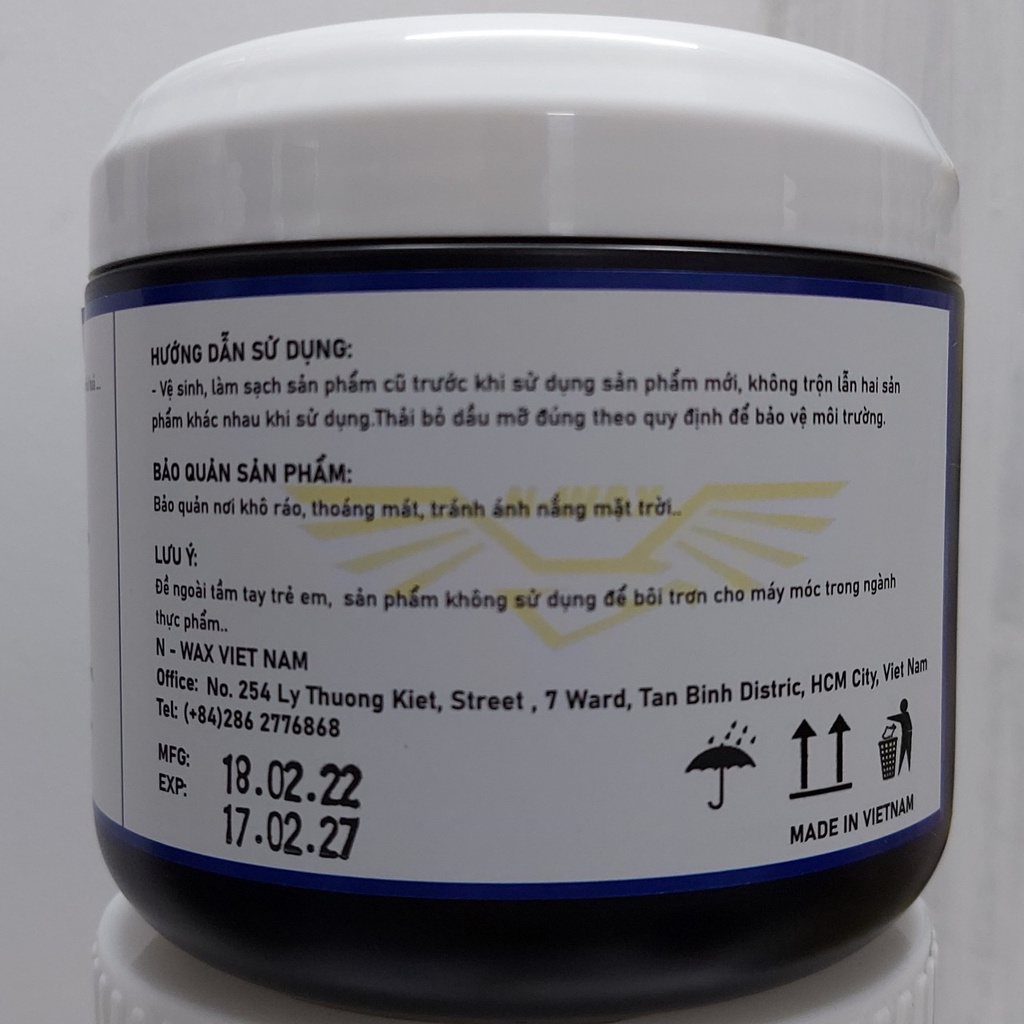 HƯỚNG DẪN SỬ DỤNG:
- Vệ sinh, làm sạch sản phẩm cũ trước khi sử dụng sản phẩm mới, không trộn lẫn hai sản
phẩm khác nhau khi sử dụng.Thải bỏ dầu mỡ đúng theo quy định để bảo vệ môi trường.
BẢO QUẢN SẢN PHẨM:
Bảo quản nơi khô ráo, thoáng mát, tránh ánh nắng mặt trời..
N-WAX
LƯU Ý:
Đề ngoài tầm tay trẻ em, sản phẩm không sử dụng để bôi trơn cho máy móc trong ngành
thực phẩm..
N - WAX VIET NAM
Office: No. 254 Ly Thuong Kiet, Street , 7 Ward, Tan Binh Distric, HCM City, Viet Nam
Tel: (+84)286 2776868
MFG: 18.02.22
EXP: 17.02.27
MADE IN VIETNAM